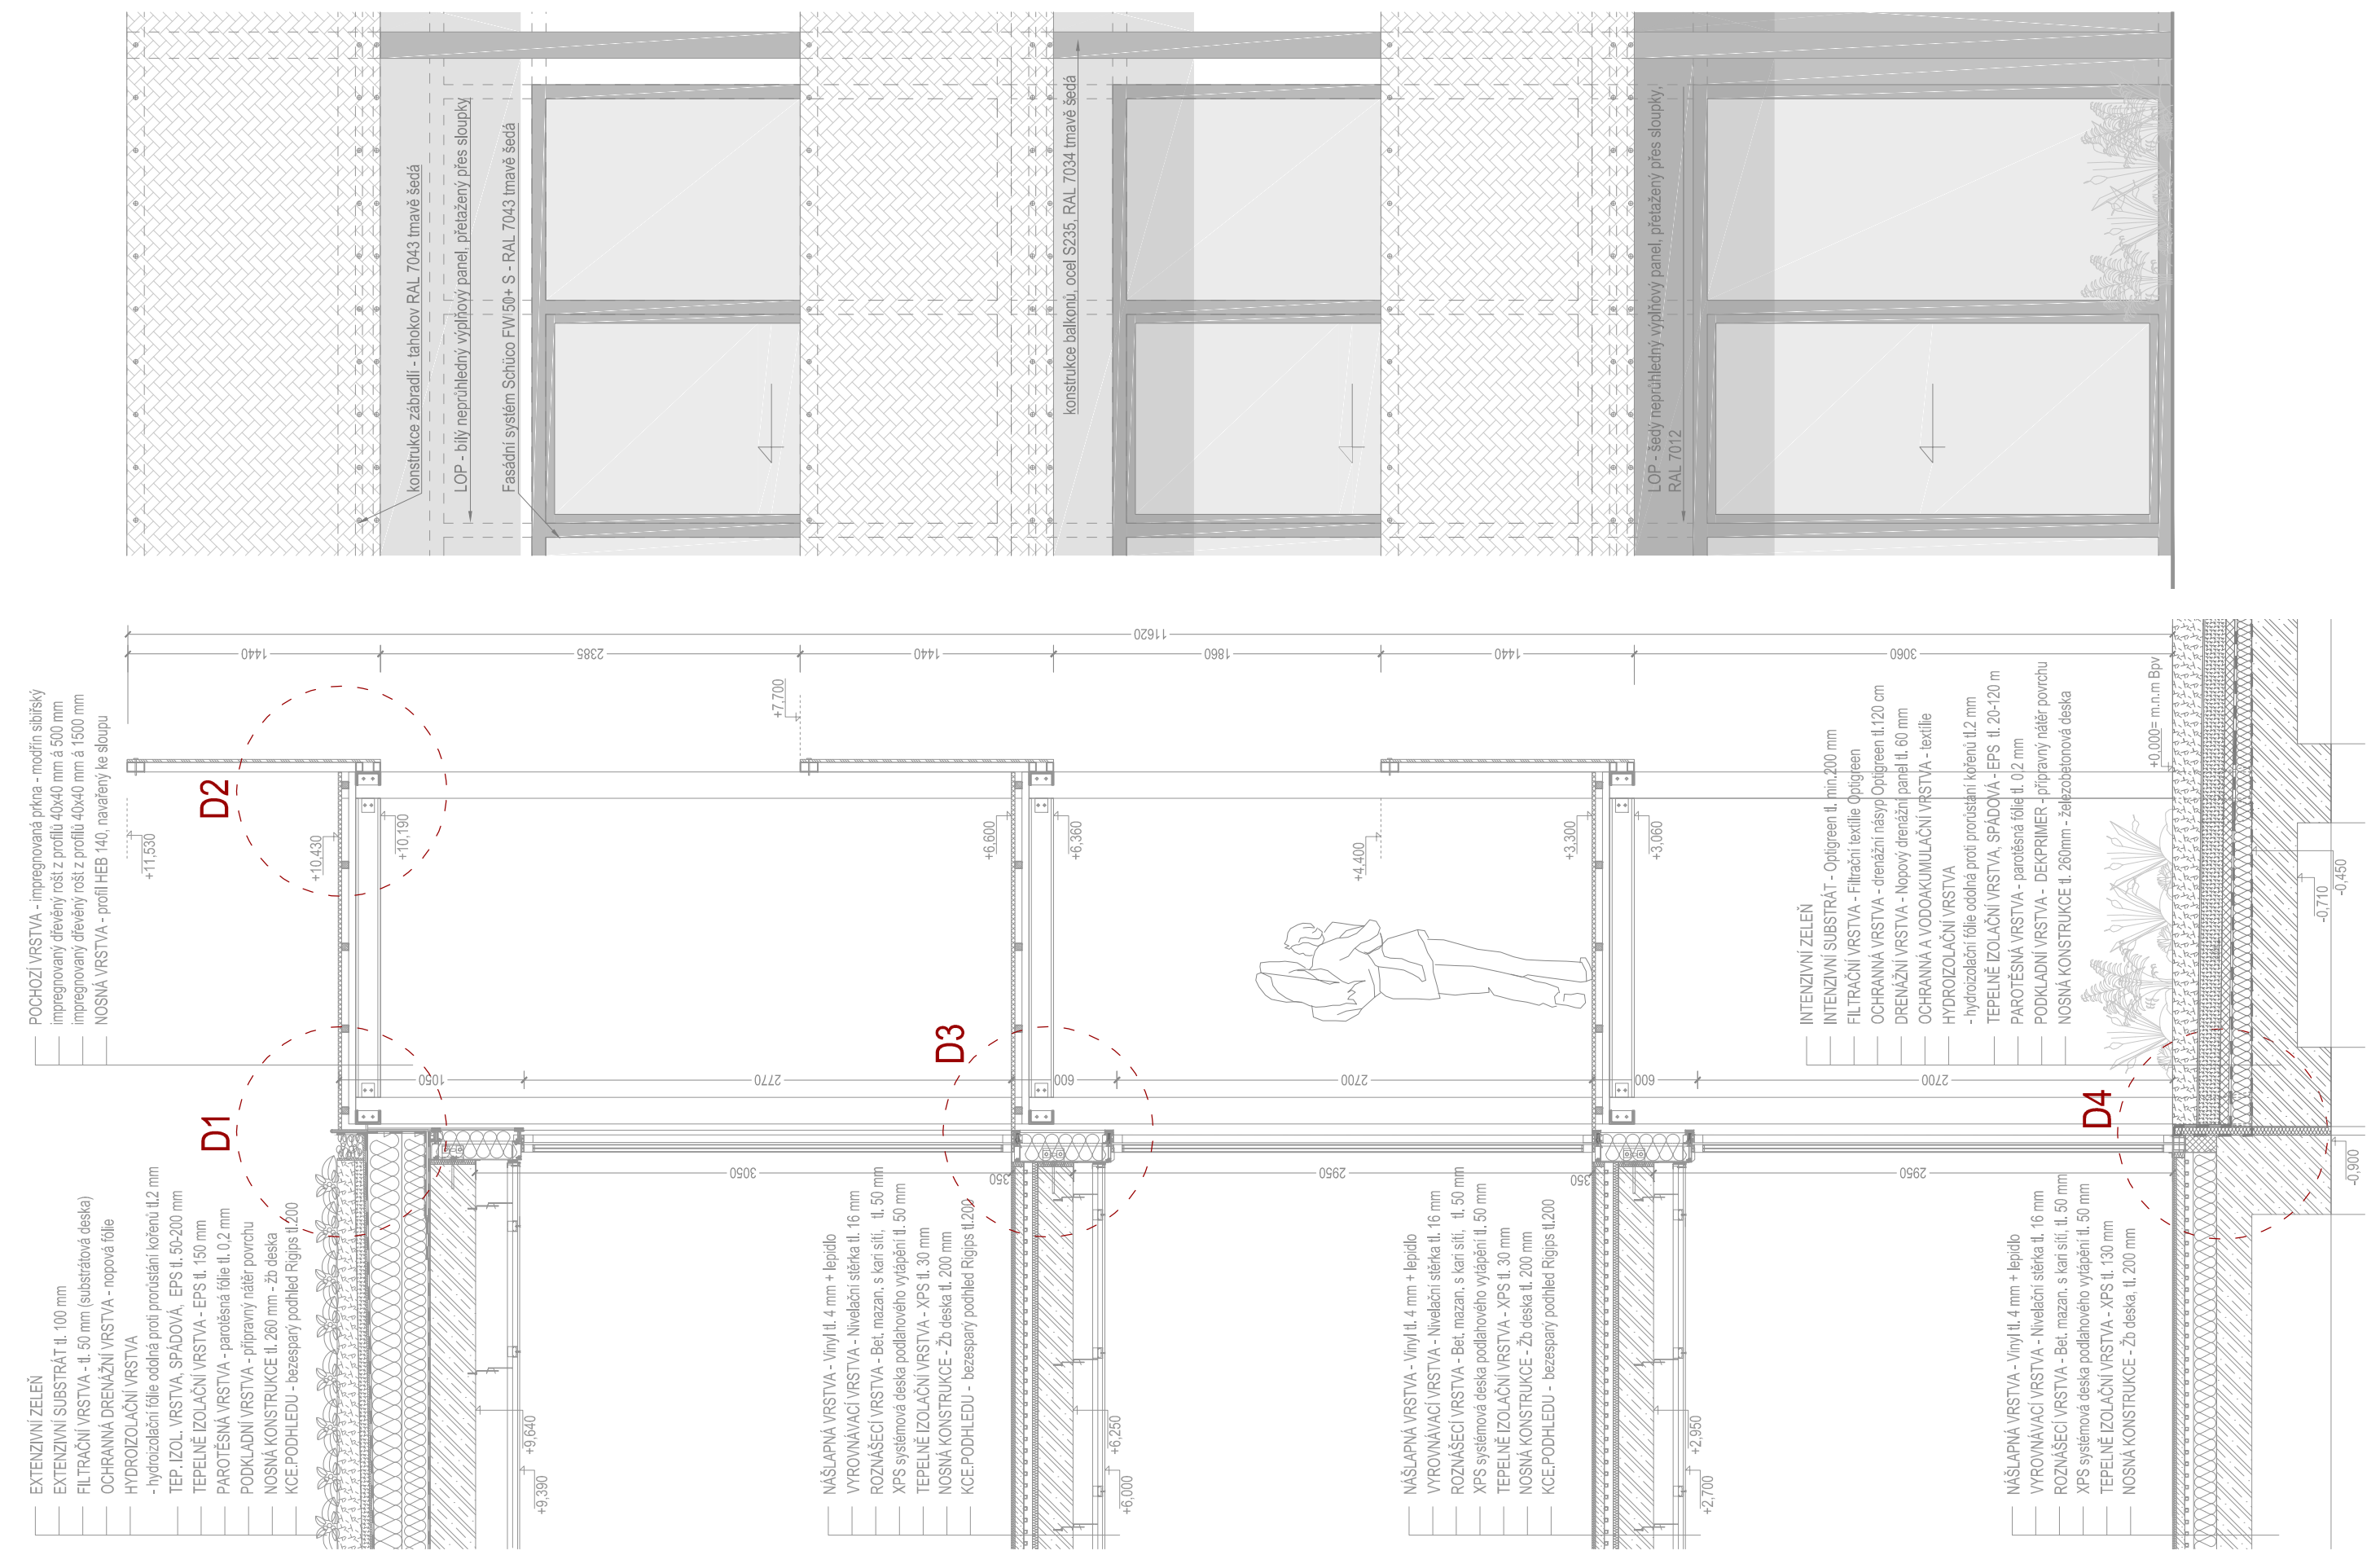 konstrukce zábradlí - tahokov RAL 7043 tmavě šedá
LOP - bílý neprůhledný výplňový panel, přetažený přes sloupky
Fasádní systém Schüco FW 50+ S - RAL 7043 tmavě šedá
konstrukce balkonů, ocel S235, RAL 7034 tmavě šedá
LOP - šedý neprůhledný výplňový panel, přetažený přes sloupky,
RAL 7012
11620
1440
2385
1440
1860
1440
3060
POCHOZÍ VRSTVA - impregnovaná prkna - modřín sibiřský
impregnovaný dřevěný rošt z profilů 40x40 mm á 500 mm
impregnovaný dřevěný rošt z profilů 40x40 mm á 1500 mm
NOSNÁ VRSTVA - profil HEB 140, navařený ke sloupu
D2
+11,530
+10,430
+10,190
+7,700
+6,600
+6,360
+4,400
+3,300
+3,060
+0,000= m.n.m Bpv
-0,710
-0,450
INTENZIVNÍ ZELEŇ
INTENZIVNÍ SUBSTRÁT - Optigreen tl. min.200 mm
FILTRAČNÍ VRSTVA - Filtrační textílie Optigreen
OCHRANNÁ VRSTVA - drenážní násyp Optigreen tl.120 cm
DRENÁŽNÍ VRSTVA - Nopový drenážní panel tl. 60 mm
OCHRANNÁ A VODOAKUMULAČNÍ VRSTVA - textílie
HYDROIZOLAČNÍ VRSTVA
- hydroizolační fólie odolná proti prorůstání kořenů tl.2 mm
TEPELNĚ IZOLAČNÍ VRSTVA, SPÁDOVÁ - EPS tl. 20-120 m
PAROTĚSNÁ VRSTVA - parotěsná fólie tl. 0.2 mm
PODKLADNÍ VRSTVA - DEKPRIMER - přípravný nátěr povrchu
NOSNÁ KONSTRUKCE tl. 260mm - železobetonová deska
D1
D3
D4
1050
2770
600
2700
600
2700
3050
350
2950
350
2950
-0,900
EXTENZIVNÍ ZELEŇ
EXTENZIVNÍ SUBSTRÁT tl. 100 mm
FILTRAČNÍ VRSTVA - tl. 50 mm (substrátová deska)
OCHRANNÁ DRENÁŽNÍ VRSTVA - nopová fólie
HYDROIZOLAČNÍ VRSTVA
- hydroizolační fólie odolná proti prorůstání kořenů tl.2 mm
TEP. IZOL. VRSTVA, SPÁDOVÁ, EPS tl. 50-200 mm
TEPELNĚ IZOLAČNÍ VRSTVA - EPS tl. 150 mm
PAROTĚSNÁ VRSTVA - parotěsná fólie tl. 0,2 mm
PODKLADNÍ VRSTVA - přípravný nátěr povrchu
NOSNÁ KONSTRUKCE tl. 260 mm - žb deska
KCE.PODHLEDU - bezesparý podhled Rigips tl.200
+9,640
+9,390
NÁŠLAPNÁ VRSTVA - Vinyl tl. 4 mm + lepidlo
VYROVNÁVACÍ VRSTVA - Nivelační stěrka tl. 16 mm
ROZNÁŠECÍ VRSTVA - Bet. mazan. s kari sítí, tl. 50 mm
XPS systémová deska podlahového vytápění tl. 50 mm
TEPELNĚ IZOLAČNÍ VRSTVA - XPS tl. 30 mm
NOSNÁ KONSTRUKCE - Žb deska tl. 200 mm
KCE.PODHLEDU - bezesparý podhled Rigips tl.200
+6,250
+6,000
NÁŠLAPNÁ VRSTVA - Vinyl tl. 4 mm + lepidlo
VYROVNÁVACÍ VRSTVA - Nivelační stěrka tl. 16 mm
ROZNÁŠECÍ VRSTVA - Bet. mazan. s kari sítí, tl. 50 mm
XPS systémová deska podlahového vytápění tl. 50 mm
TEPELNĚ IZOLAČNÍ VRSTVA - XPS tl. 30 mm
NOSNÁ KONSTRUKCE - Žb deska tl. 200 mm
KCE.PODHLEDU - bezesparý podhled Rigips tl.200
+2,950
+2,700
NÁŠLAPNÁ VRSTVA - Vinyl tl. 4 mm + lepidlo
VYROVNÁVACÍ VRSTVA - Nivelační stěrka tl. 16 mm
ROZNÁŠECÍ VRSTVA - Bet. mazan. s kari sítí, tl. 50 mm
XPS systémová deska podlahového vytápění tl. 50 mm
TEPELNĚ IZOLAČNÍ VRSTVA - XPS tl. 130 mm
NOSNÁ KONSTRUKCE - Žb deska, tl. 200 mm